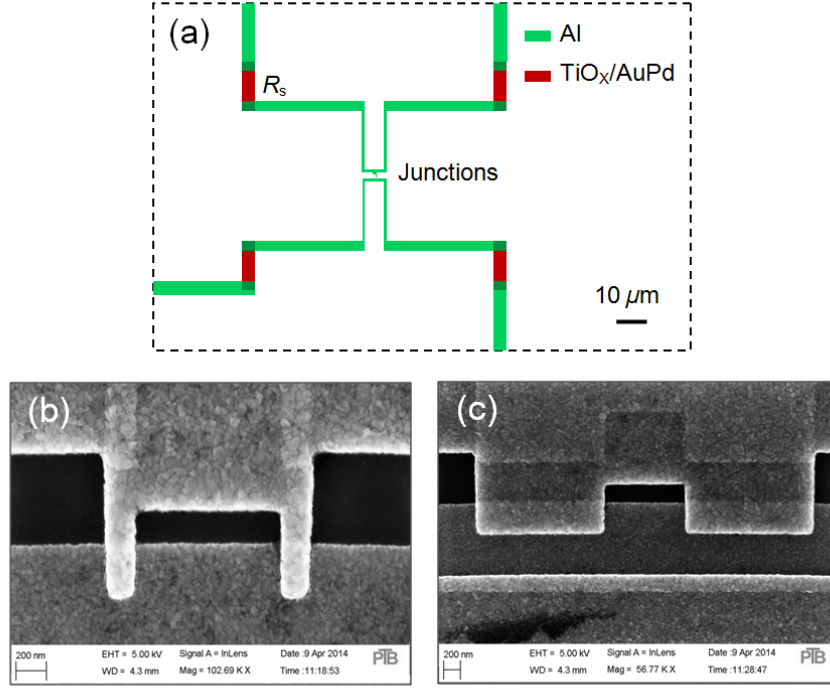 (a)
Al
TiOX/AuPd
Rs
Junctions
10 µm
(b)
(c)
200 nm
EHT = 5.00 kV
Signal A = InLens
Date :9 Apr 2014
WD = 4.3 mm
Mag = 102.69 K X
Time :11:18:53
PTB
200 nm
EHT = 5.00 kV
Signal A = InLens
Date :9 Apr 2014
WD = 4.3 mm
Mag = 56.77 K X
Time :11:28:47
PTB